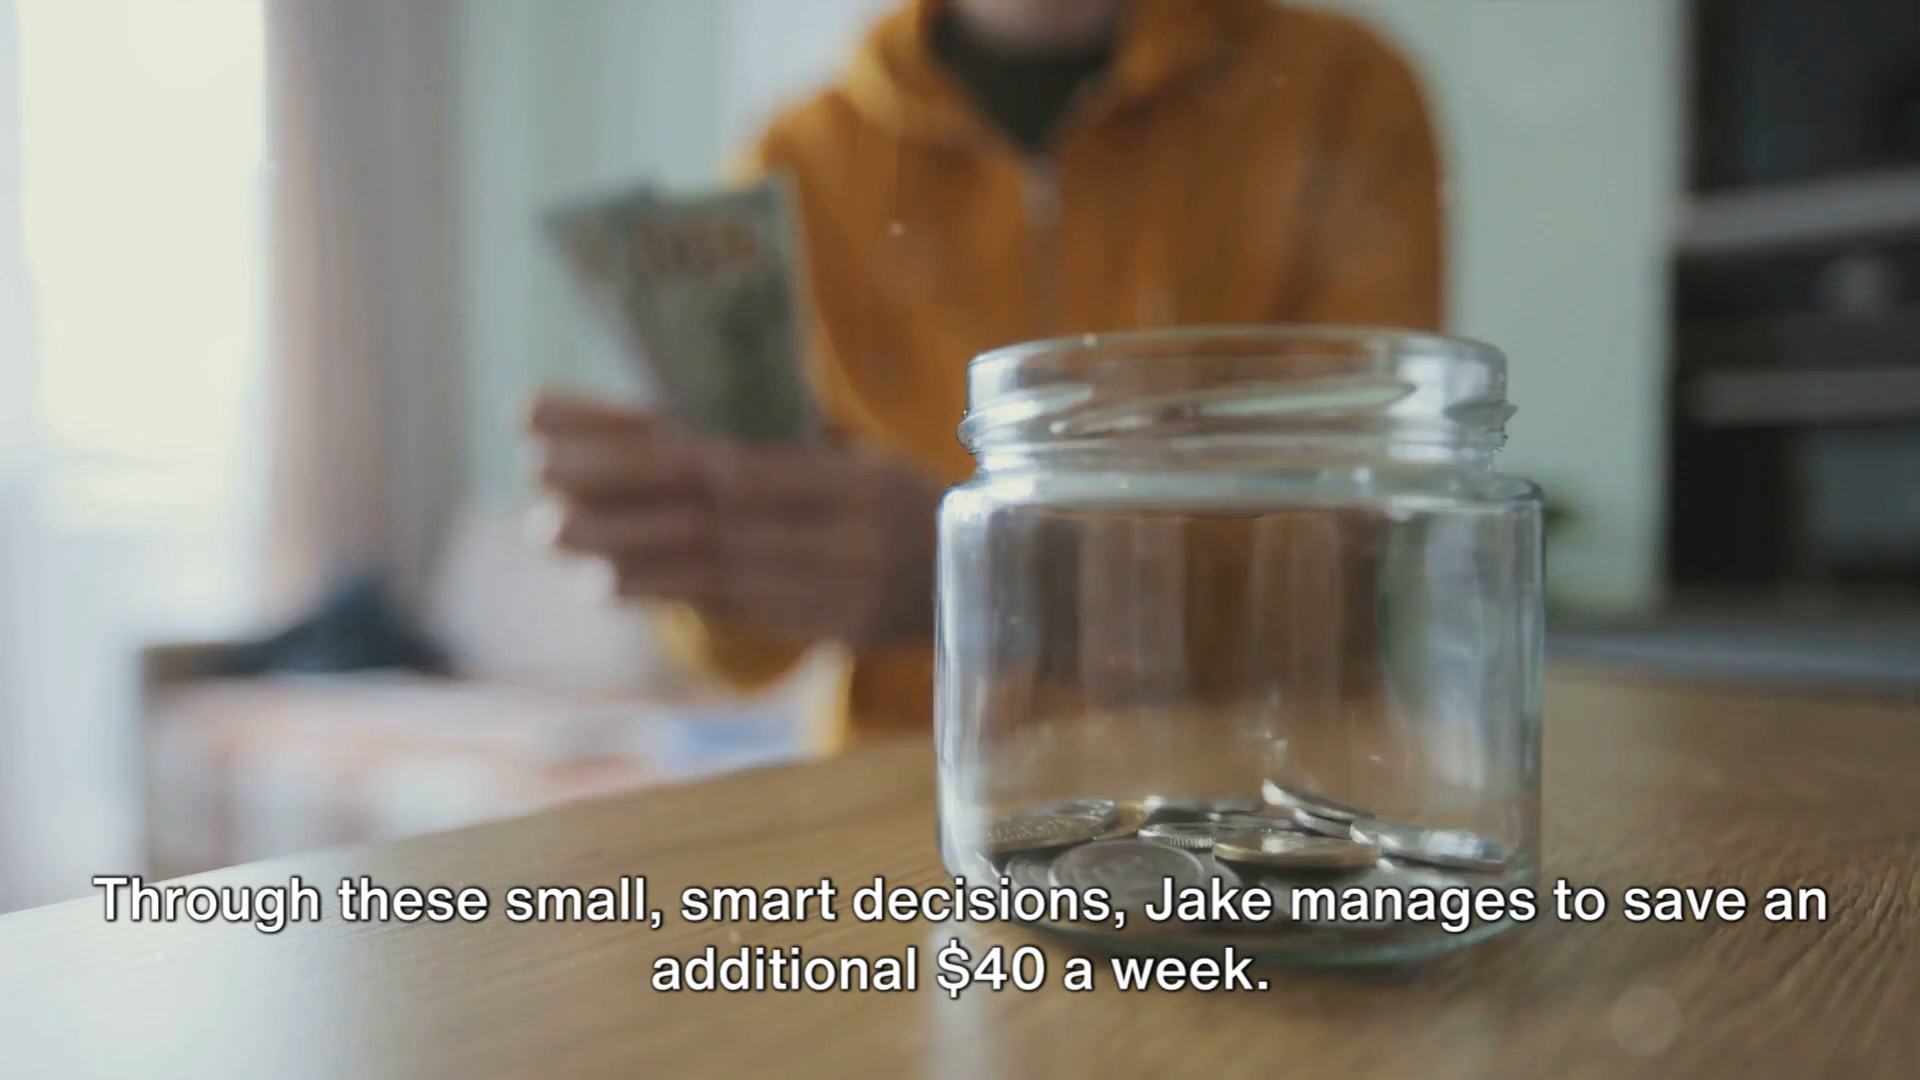 Through these small, smart decisions, Jake manages to save an
additional $40 a week.